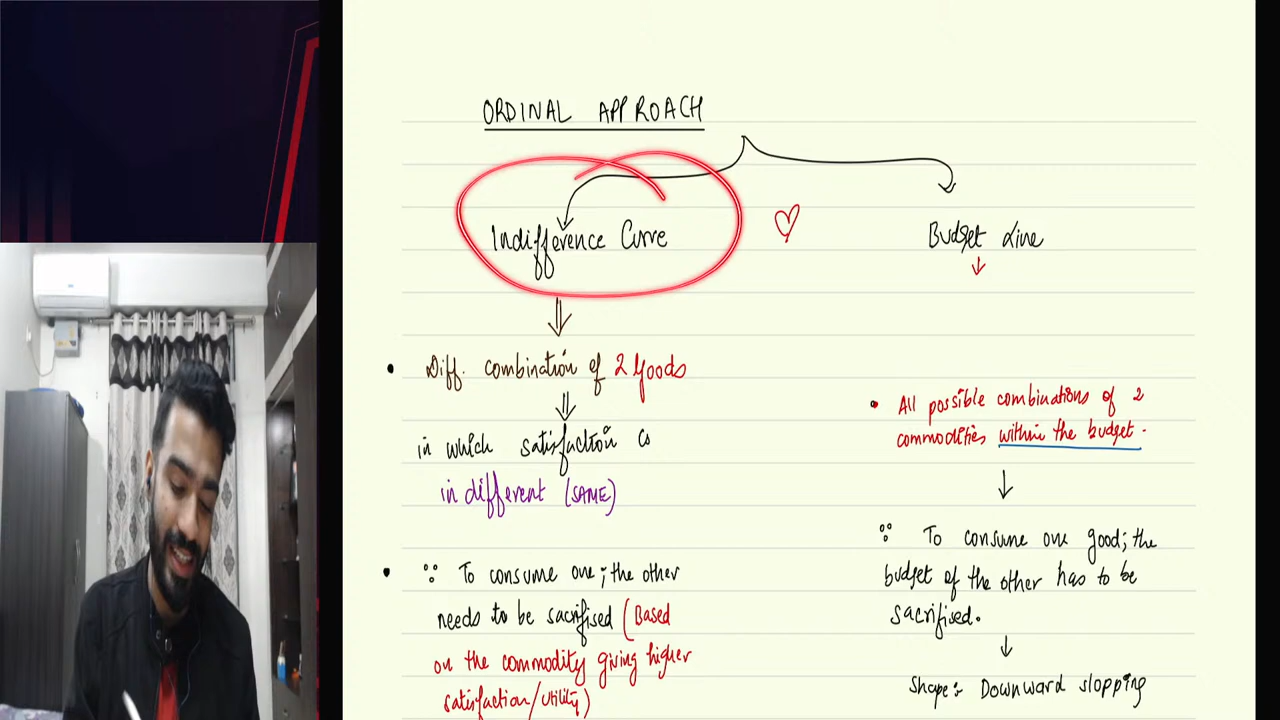 ORDINAL APPROACH
Indifference Curve
Diff. combination of 2 Goods
in which satisfaction is
in different (SAME)
• ∵ To consume one; the other
needs to be sacrifised (Based
on the commodity giving higher
satisfaction/utility)
Budget Line
• All possible combinations of 2
commodities within the budget.
∵ To consume one good; the
budget of the other has to be
sacrifised.
Shape:- Downward slopping